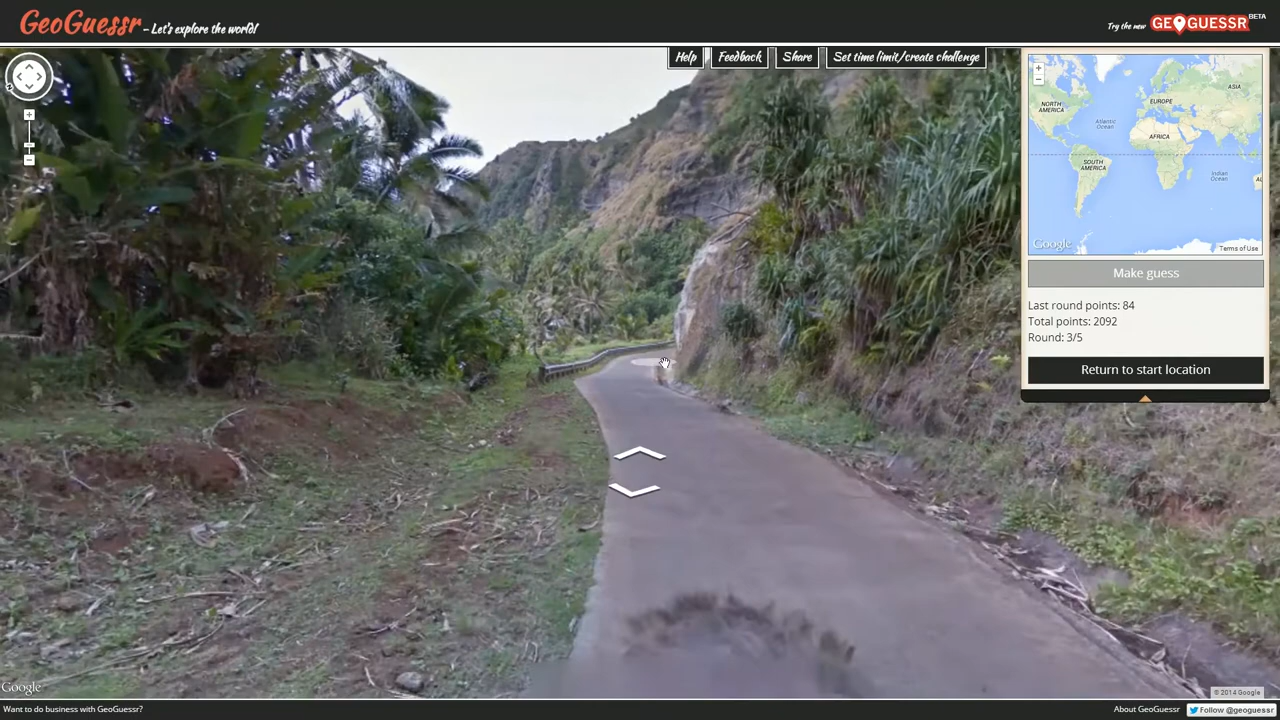 GeoGuessr – Let's explore the world!
Try the new GEOGUESSR BETA
Help
Feedback
Share
Set time limit/create challenge
NORTH AMERICA
EUROPE
ASIA
Atlantic Ocean
AFRICA
SOUTH AMERICA
Indian Ocean
AU
Google
Terms of Use
Make guess
Last round points: 84
Total points: 2092
Round: 3/5
Return to start location
Google
© 2014 Google
Want to do business with GeoGuessr?
About GeoGuessr
Follow @geoguessr